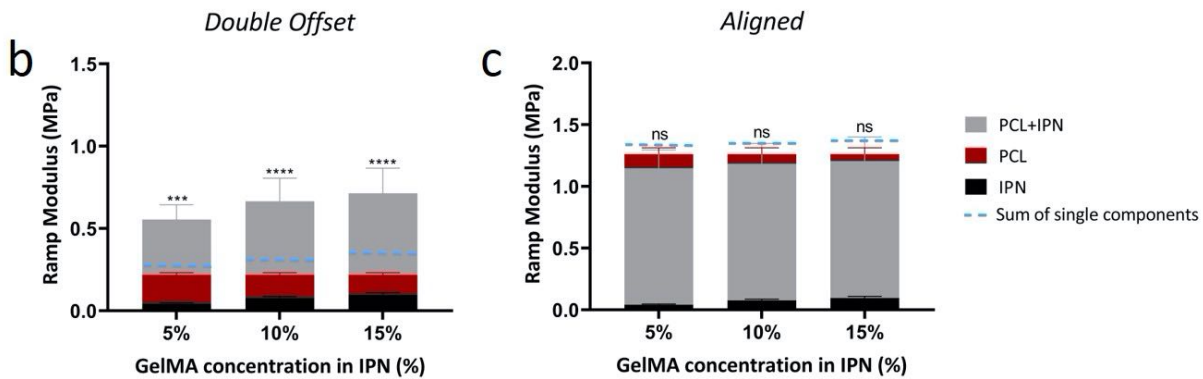 Double Offset
b
Ramp Modulus (MPa)
1.5
1.0
0.5
0.0
***
****
****
5%
10%
15%
GelMA concentration in IPN (%)
Aligned
c
Ramp Modulus (MPa)
2.0
1.5
1.0
0.5
0.0
ns
ns
ns
5%
10%
15%
GelMA concentration in IPN (%)
PCL+IPN
PCL
IPN
Sum of single components